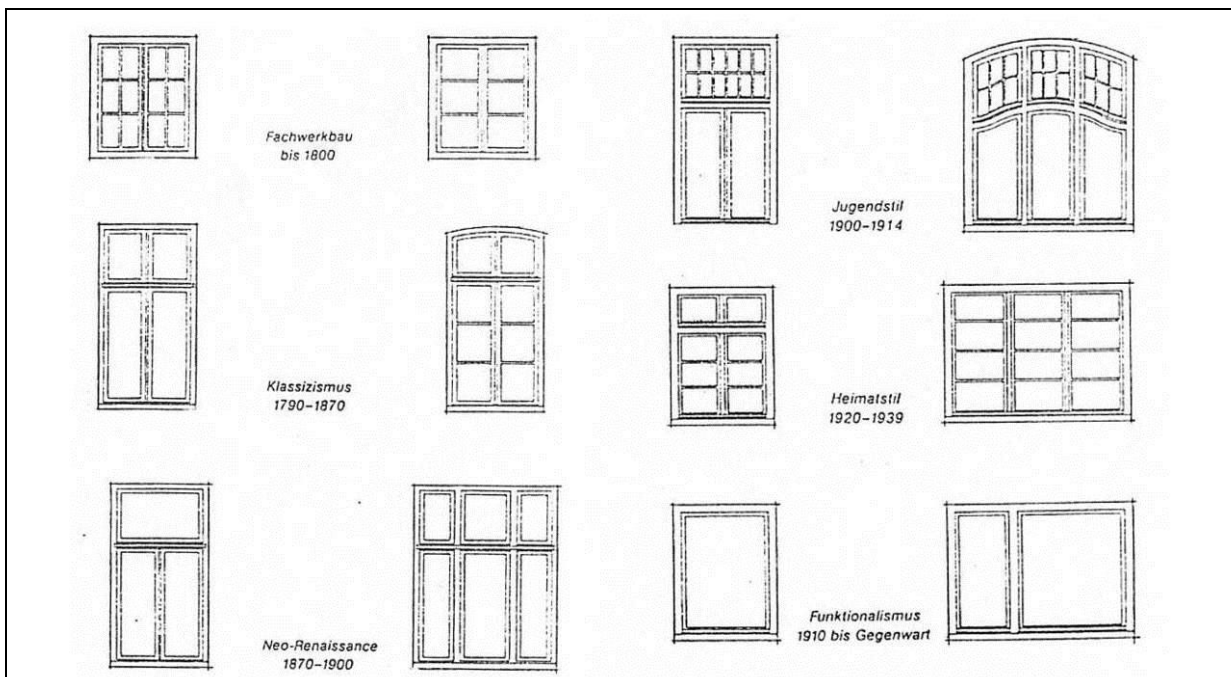 Fachwerkbau
bis 1800
Klassizismus
1790–1870
Neo-Renaissance
1870–1900
Jugendstil
1900–1914
Heimatstil
1920–1939
Funktionalismus
1910 bis Gegenwart